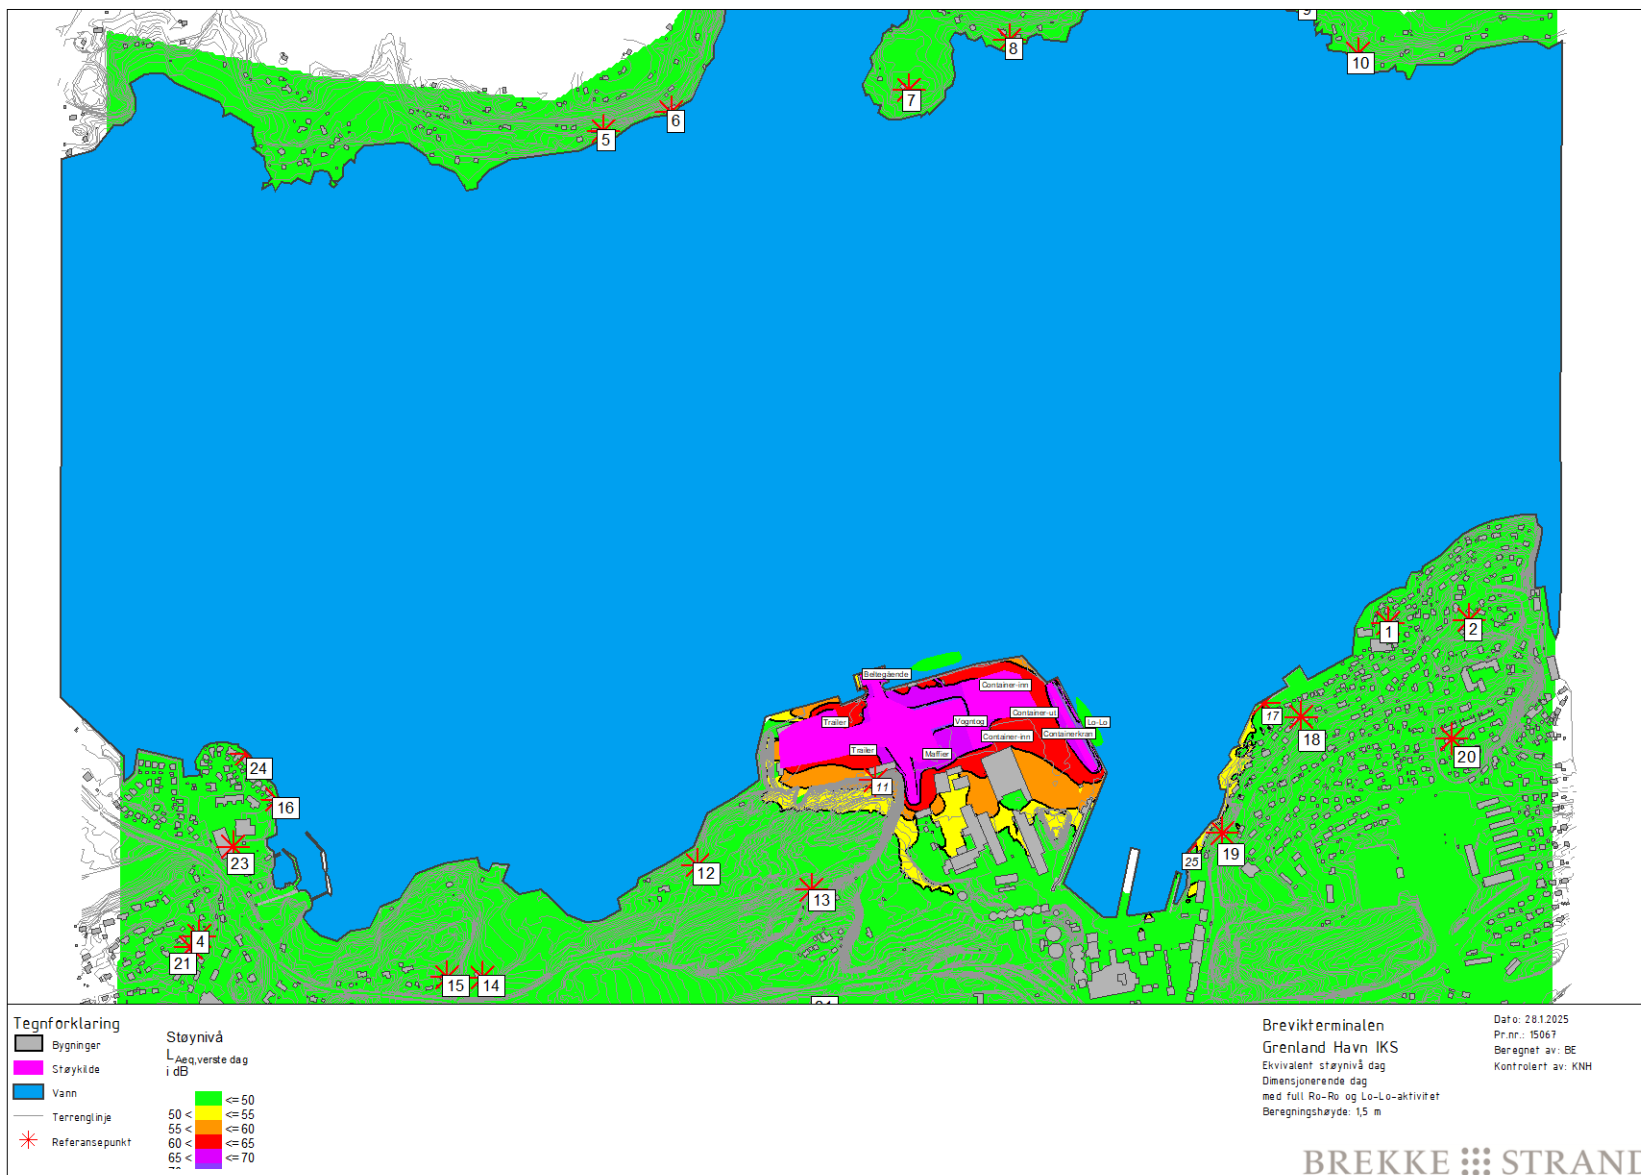 9
8
10
7
6
5
1
2
Beltegående
Container-inn
Container-ut
Trailer
Vogntog
Lo-Lo
Containerkran
Container-inn
Trailer
Maffier
17
18
20
11
24
16
23
19
25
12
13
4
21
15
14
Tegnforklaring
Bygninger
Støykilde
Vann
Terrenglinje
Referansepunkt
Støynivå
LAeq,verste dag
i dB
<= 50
50 < <= 55
55 < <= 60
60 < <= 65
65 < <= 70
Brevikterminalen
Grenland Havn IKS
Ekvivalent støynivå dag
Dimensjonerende dag
med full Ro-Ro og Lo-Lo-aktivitet
Beregningshøyde: 1,5 m
Dato: 28.1.2025
Pr.nr.: 15067
Beregnet av: BE
Kontrolert av: KNH
BREKKE STRAND